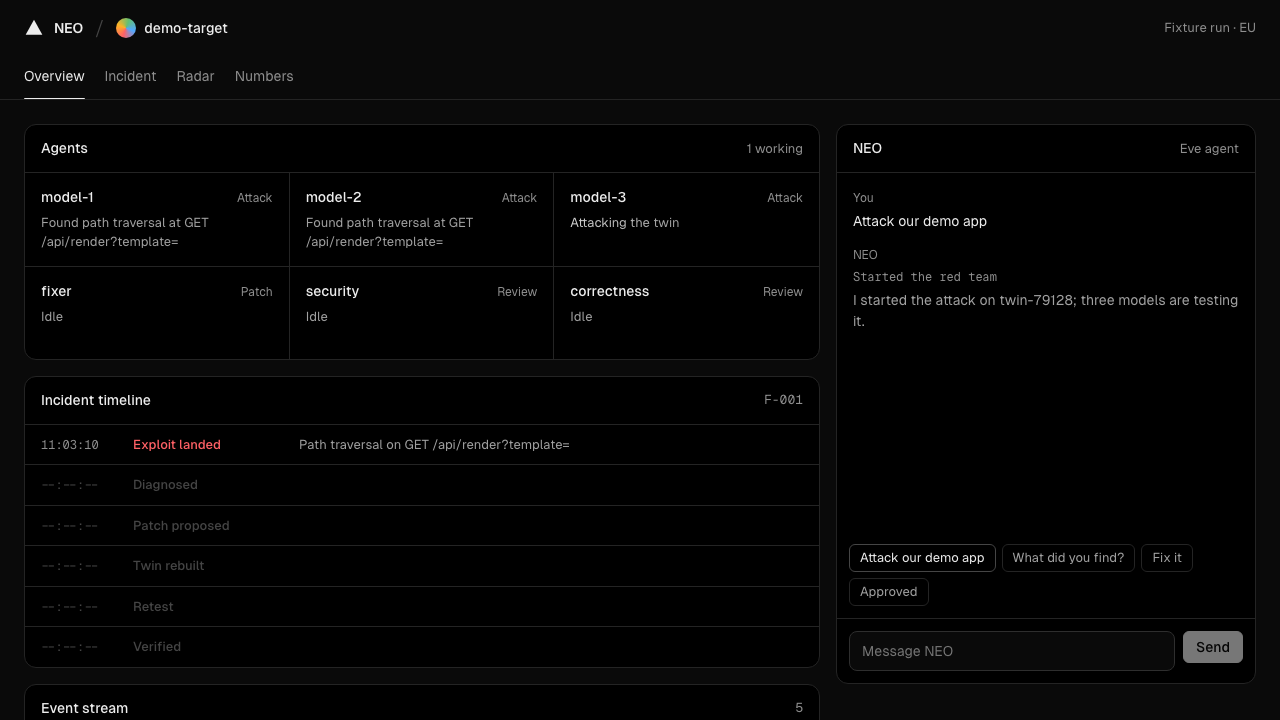 NEO / demo-target
Fixture run · EU
Overview Incident Radar Numbers
Agents
1 working
model-1
Attack
Found path traversal at GET
/api/render?template=
model-2
Attack
Found path traversal at GET
/api/render?template=
model-3
Attack
Attacking the twin
fixer
Patch
Idle
security
Review
Idle
correctness
Review
Idle
Incident timeline
F-001
11:03:10 Exploit landed Path traversal on GET /api/render?template=
--:--:-- Diagnosed
--:--:-- Patch proposed
--:--:-- Twin rebuilt
--:--:-- Retest
--:--:-- Verified
Event stream
5
NEO
Eve agent
You
Attack our demo app
NEO
Started the red team
I started the attack on twin-79128; three models are testing
it.
Attack our demo app What did you find? Fix it
Approved
Message NEO
Send